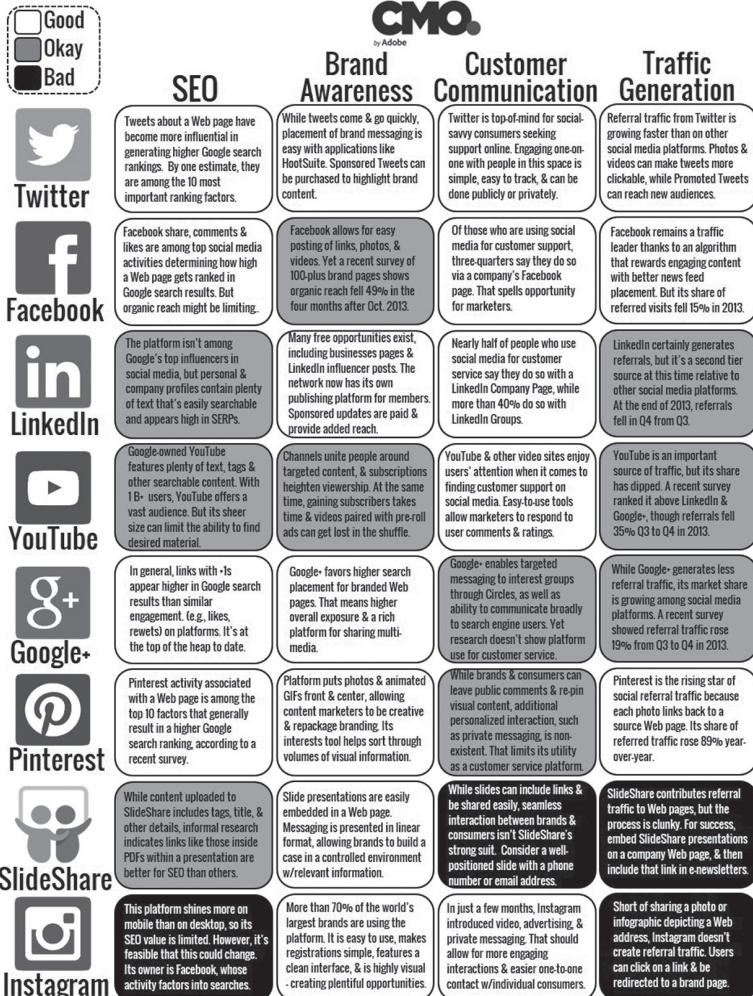 Good
Okay
Bad
CMO.
by Adobe
SEO
Brand
Awareness
Customer
Communication
Traffic
Generation
Twitter
Tweets about a Web page have
become more influential in
generating higher Google search
rankings. By one estimate, they
are among the 10 most
important ranking factors.
While tweets come & go quickly,
placement of brand messaging is
easy with applications like
HootSuite. Sponsored Tweets can
be purchased to highlight brand
content.
Twitter is top-of-mind for social-
savvy consumers seeking
support online. Engaging one-on-
one with people in this space is
simple, easy to track, & can be
done publicly or privately.
Referral traffic from Twitter is
growing faster than on other
social media platforms. Photos &
videos can make tweets more
clickable, while Promoted Tweets
can reach new audiences.
Facebook
Facebook share, comments &
likes are among top social media
activities determining how high
a Web page gets ranked in
Google search results. But
organic reach might be limiting..
Facebook allows for easy
posting of links, photos, &
videos. Yet a recent survey of
100-plus brand pages shows
organic reach fell 49% in the
four months after Oct. 2013.
Of those who are using social
media for customer support,
three-quarters say they do so
via a company's Facebook
page. That spells opportunity
for marketers.
Facebook remains a traffic
leader thanks to an algorithm
that rewards engaging content
with better news feed
placement. But its share of
referred visits fell 15% in 2013.
in
LinkedIn
The platform isn't among
Google's top influencers in
social media, but personal &
company profiles contain plenty
of text that's easily searchable
and appears high in SERPs.
Many free opportunities exist,
including businesses pages &
LinkedIn influencer posts. The
network now has its own
publishing platform for members.
Sponsored updates are paid &
provide added reach.
Nearly half of people who use
social media for customer
service say they do so with a
LinkedIn Company Page, while
more than 40% do so with
LinkedIn Groups.
LinkedIn certainly generates
referrals, but it's a second tier
source at this time relative to
other social media platforms.
At the end of 2013, referrals
fell in Q4 from Q3.
YouTube
Google-owned YouTube
features plenty of text, tags &
other searchable content. With
1 B+ users, YouTube offers a
vast audience. But its sheer
size can limit the ability to find
desired material.
Channels unite people around
targeted content, & subscriptions
heighten viewership. At the same
time, gaining subscribers takes
time & videos paired with pre-roll
ads can get lost in the shuffle.
YouTube & other video sites enjoy
users' attention when it comes to
finding customer support on
social media. Easy-to-use tools
allow marketers to respond to
user comments & ratings.
YouTube is an important
source of traffic, but its share
has dipped. A recent survey
ranked it above LinkedIn &
Google+, though referrals fell
35% Q3 to Q4 in 2013.
g+
Google+
In general, links with +1s
appear higher in Google search
results than similar
engagement. (e.g., likes,
rewets) on platforms. It's at
the top of the heap to date.
Google+ favors higher search
placement for branded Web
pages. That means higher
overall exposure & a rich
platform for sharing multi-
media.
Google+ enables targeted
messaging to interest groups
through Circles, as well as
ability to communicate broadly
to search engine users. Yet
research doesn't show platform
use for customer service.
While Google+ generates less
referral traffic, its market share
is growing among social media
platforms. A recent survey
showed referral traffic rose
19% from Q3 to Q4 in 2013.
Pinterest
Pinterest activity associated
with a Web page is among the
top 10 factors that generally
result in a higher Google
search ranking, according to a
recent survey.
Platform puts photos & animated
GIFs front & center, allowing
content marketers to be creative
& repackage branding. Its
interests tool helps sort through
volumes of visual information.
While brands & consumers can
leave public comments & re-pin
visual content, additional
personalized interaction, such
as private messaging, is non-
existent. That limits its utility
as a customer service platform.
Pinterest is the rising star of
social referral traffic because
each photo links back to a
source Web page. Its share of
referred traffic rose 89% year-
over-year.
SlideShare
While content uploaded to
SlideShare includes tags, title, &
other details, informal research
indicates links like those inside
PDFs within a presentation are
better for SEO than others.
Slide presentations are easily
embedded in a Web page.
Messaging is presented in linear
format, allowing brands to build a
case in a controlled environment
w/relevant information.
While slides can include links &
be shared easily, seamless
interaction between brands &
consumers isn't SlideShare's
strong suit. Consider a well-
positioned slide with a phone
number or email address.
SlideShare contributes referral
traffic to Web pages, but the
process is clunky. For success,
embed SlideShare presentations
on a company Web page, & then
include that link in e-newsletters.
Instagram
This platform shines more on
mobile than on desktop, so its
SEO value is limited. However, it's
feasible that this could change.
Its owner is Facebook, whose
activity factors into searches.
More than 70% of the world's
largest brands are using the
platform. It is easy to use, makes
registrations simple, features a
clean interface, & is highly visual
- creating plentiful opportunities.
In just a few months, Instagram
introduced video, advertising, &
private messaging. That should
allow for more engaging
interactions & easier one-to-one
contact w/individual consumers.
Short of sharing a photo or
infographic depicting a Web
address, Instagram doesn't
create referral traffic. Users
can click on a link & be
redirected to a brand page.